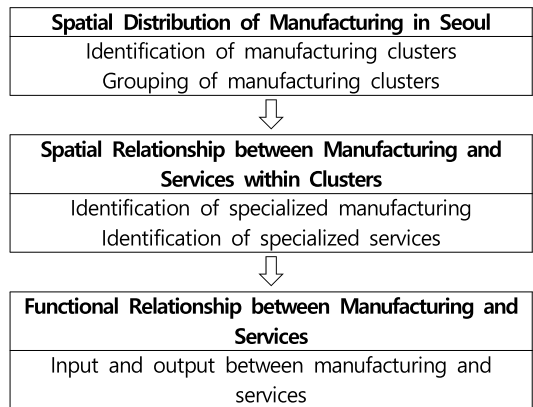 Spatial Distribution of Manufacturing in Seoul
Identification of manufacturing clusters
Grouping of manufacturing clusters
Spatial Relationship between Manufacturing and
Services within Clusters
Identification of specialized manufacturing
Identification of specialized services
Functional Relationship between Manufacturing and
Services
Input and output between manufacturing and
services